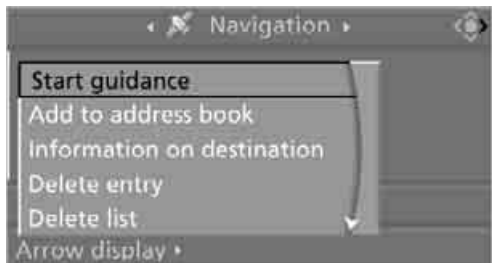 Navigation
Start guidance
Add to address book
Information on destination
Delete entry
Delete list
Arrow display